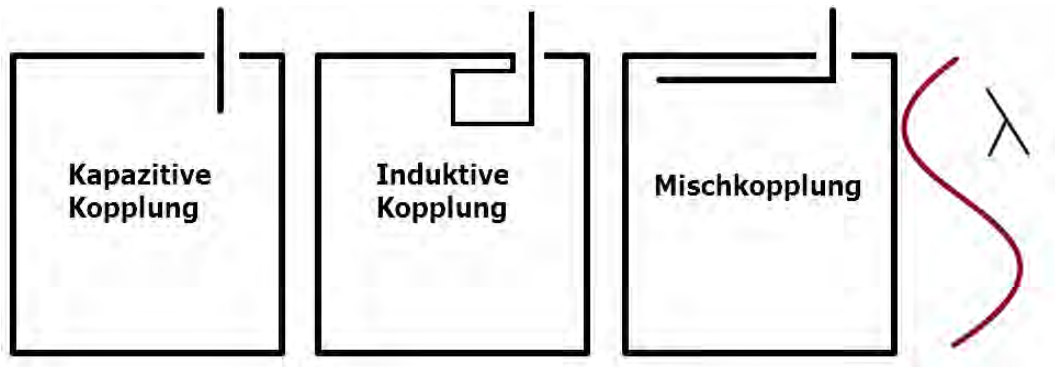 Kapazitive
Kopplung
Induktive
Kopplung
Mischkopplung
λ